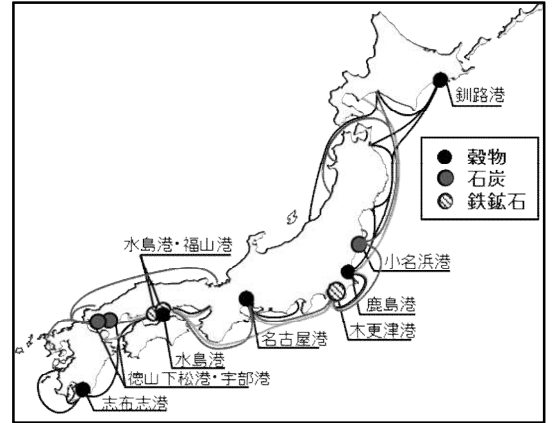 釧路港
穀物
石炭
鉄鉱石
水島港・福山港
小名浜港
鹿島港
木更津港
名古屋港
水島港
徳山下松港・宇部港
志布志港